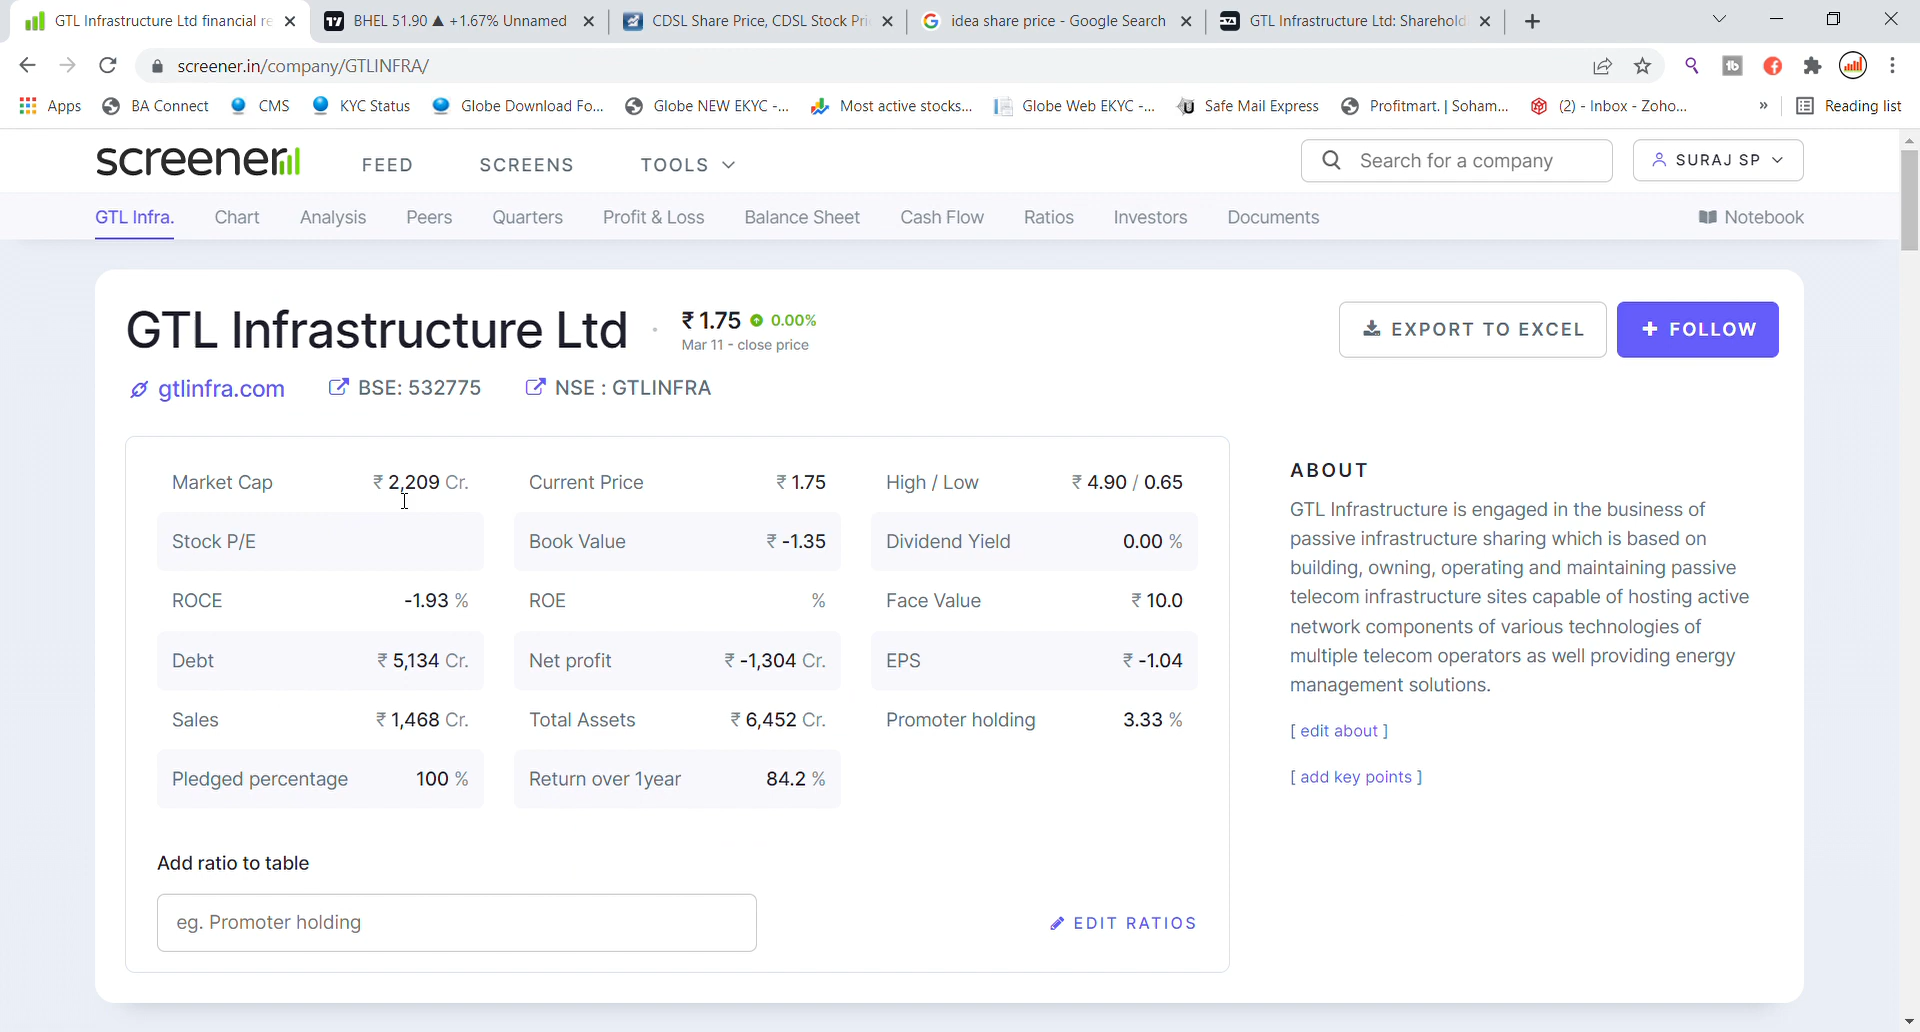 GTL Infrastructure Ltd financial re
BHEL 51.90 ▲ +1.67% Unnamed
CDSL Share Price, CDSL Stock Pri
idea share price - Google Search
GTL Infrastructure Ltd: Sharehold
screener.in/company/GTLINFRA/
Apps BA Connect CMS KYC Status Globe Download Fo... Globe NEW EKYC -... Most active stocks... Globe Web EKYC -... Safe Mail Express Profitmart. | Soham... (2) - Inbox - Zoho... » Reading list
screener
FEED SCREENS TOOLS
Search for a company
SURAJ SP
GTL Infra. Chart Analysis Peers Quarters Profit & Loss Balance Sheet Cash Flow Ratios Investors Documents Notebook
GTL Infrastructure Ltd
₹ 1.75 0.00%
Mar 11 - close price
EXPORT TO EXCEL
+ FOLLOW
gtlinfra.com BSE: 532775 NSE : GTLINFRA
Market Cap ₹ 2,209 Cr. Current Price ₹ 1.75 High / Low ₹ 4.90 / 0.65
Stock P/E Book Value ₹ -1.35 Dividend Yield 0.00 %
ROCE -1.93 % ROE % Face Value ₹ 10.0
Debt ₹ 5,134 Cr. Net profit ₹ -1,304 Cr. EPS ₹ -1.04
Sales ₹ 1,468 Cr. Total Assets ₹ 6,452 Cr. Promoter holding 3.33 %
Pledged percentage 100 % Return over 1year 84.2 %
Add ratio to table
eg. Promoter holding
EDIT RATIOS
ABOUT
GTL Infrastructure is engaged in the business of
passive infrastructure sharing which is based on
building, owning, operating and maintaining passive
telecom infrastructure sites capable of hosting active
network components of various technologies of
multiple telecom operators as well providing energy
management solutions.
[ edit about ]
[ add key points ]